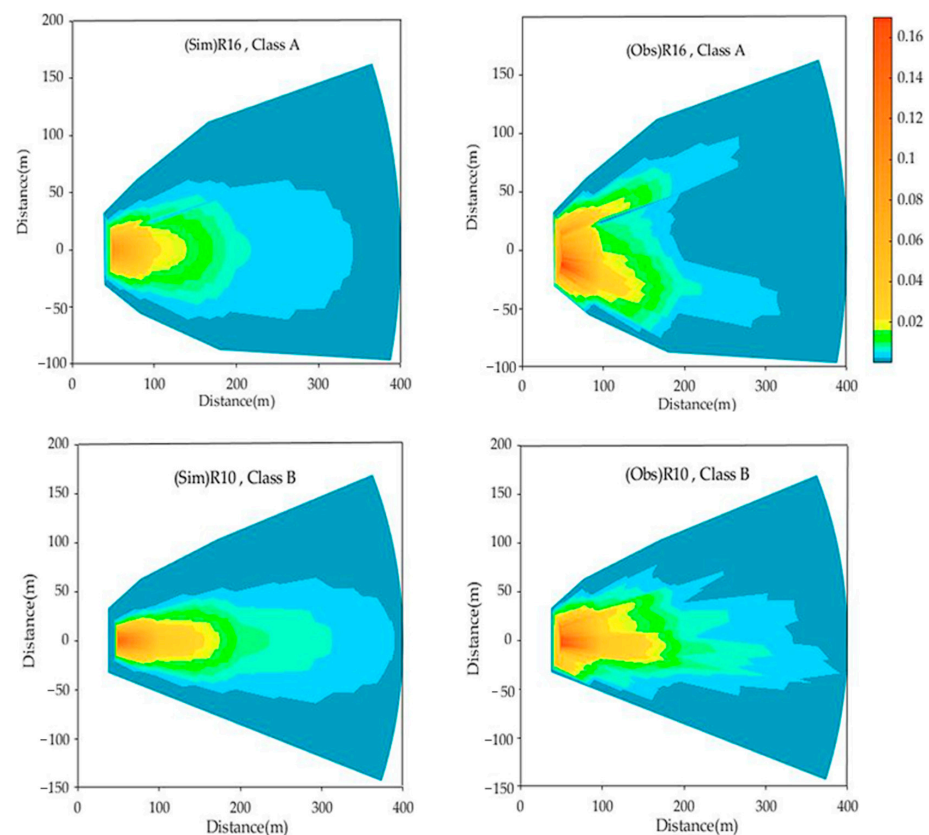 200
150
100
50
0
−50
−100
0 100 200 300 400
Distance(m)
Distance(m)
(Sim)R16 , Class A
150
100
50
0
−50
−100
0 100 200 300 400
Distance(m)
Distance(m)
(Obs)R16 , Class A
0.16
0.14
0.12
0.1
0.08
0.06
0.04
0.02
200
150
100
50
0
−50
−100
−150
0 100 200 300 400
Distance(m)
Distance(m)
(Sim)R10 , Class B
200
150
100
50
0
−50
−100
−150
0 100 200 300 400
Distance(m)
Distance(m)
(Obs)R10 , Class B